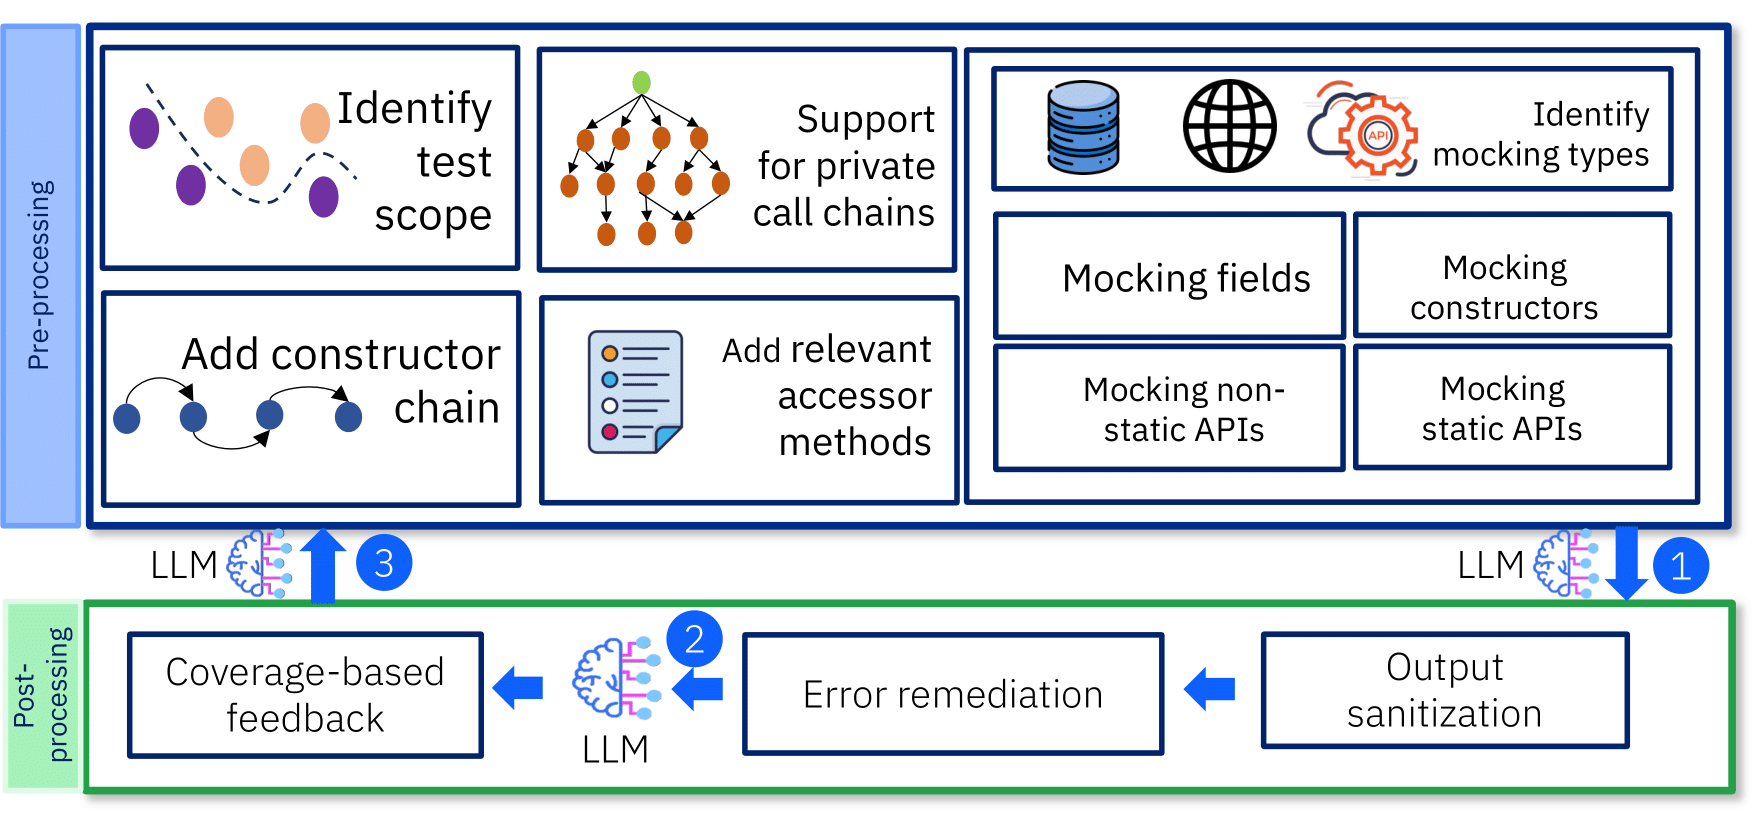 Pre-processing
Identify
test
scope
Support
for private
call chains
API
Identify
mocking types
Mocking fields
Mocking
constructors
Mocking non-
static APIs
Mocking
static APIs
Add constructor
chain
Add relevant
accessor
methods
LLM
3
LLM
1
Post-
processing
Coverage-based
feedback
LLM
2
Error remediation
Output
sanitization